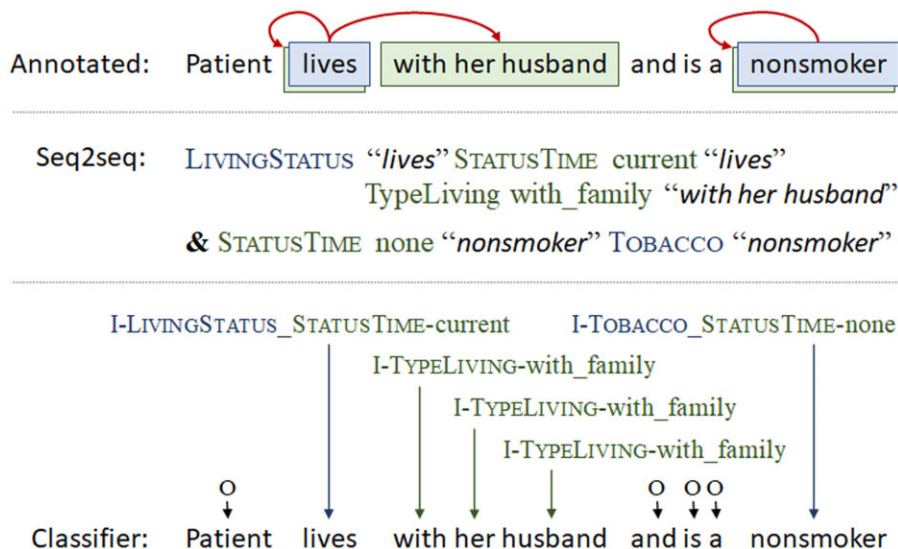 Annotated: Patient lives with her husband and is a nonsmoker
Seq2seq: LIVINGSTATUS “lives” STATUSTIME current “lives”
TypeLiving with_family “with her husband”
& STATUSTIME none “nonsmoker” TOBACCO “nonsmoker”
I-LIVINGSTATUS_STATUSTIME-current I-TOBACCO_STATUSTIME-none
I-TYPELIVING-with_family
I-TYPELIVING-with_family
I-TYPELIVING-with_family
O O O O
Classifier: Patient lives with her husband and is a nonsmoker